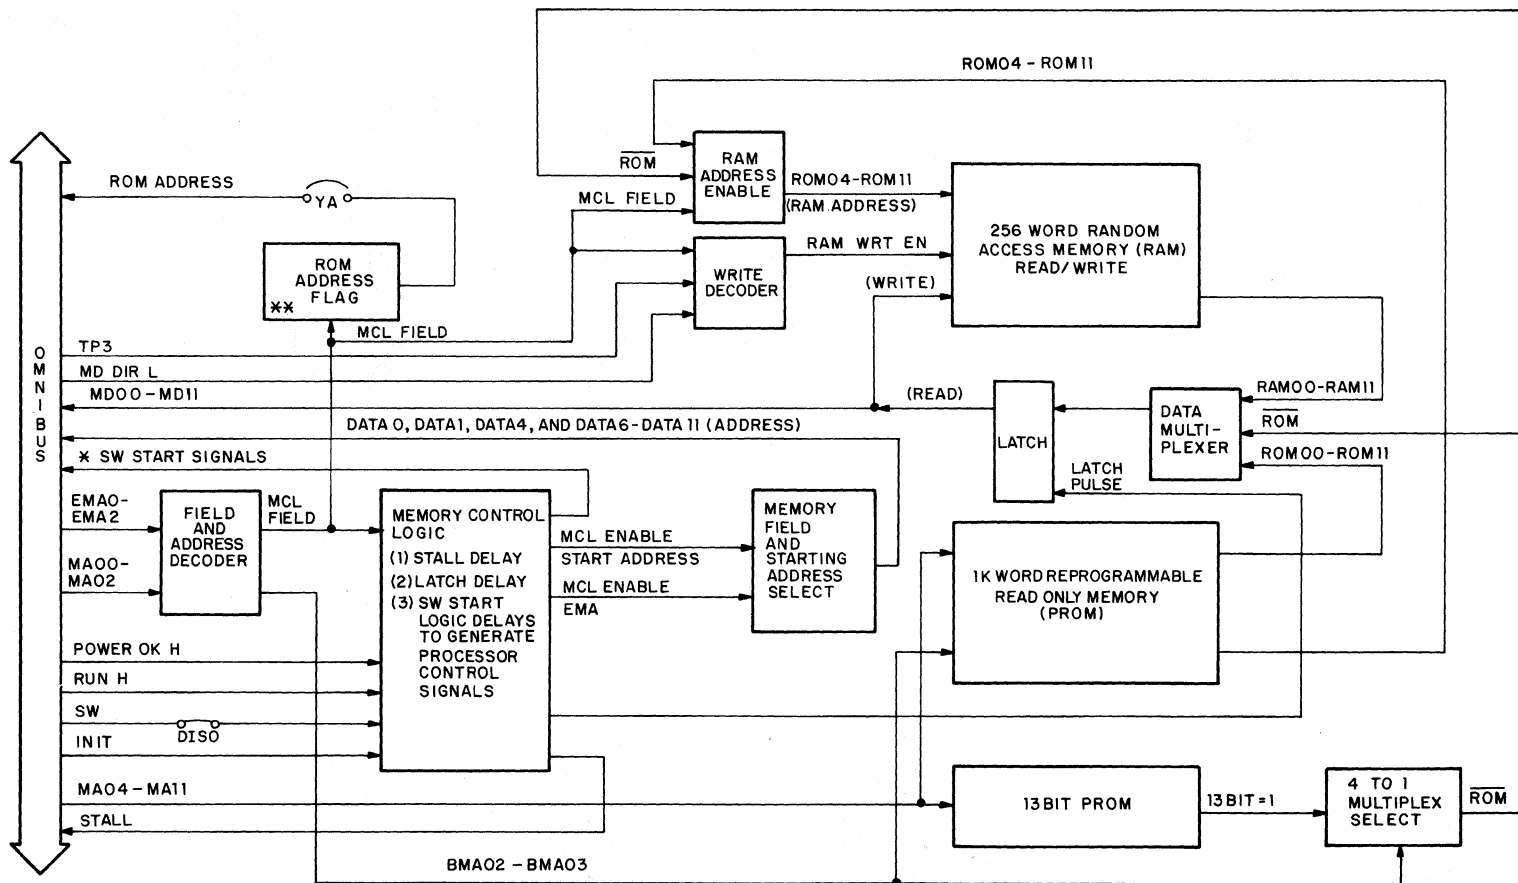 ROM04-ROM11
ROM
RAM
ADDRESS
ENABLE
ROM ADDRESS
YA
MCL FIELD
ROM04-ROM11
(RAM ADDRESS)
256 WORD RANDOM
ACCESS MEMORY (RAM)
READ/WRITE
ROM
ADDRESS
FLAG
**
RAM WRT EN
WRITE
DECODER
(WRITE)
MCL FIELD
OMNIBUS
TP3
MD DIR L
MD00-MD11
(READ)
LATCH
DATA
MULTI-
PLEXER
RAM00-RAM11
ROM
ROM00-ROM11
DATA 0, DATA1, DATA4, AND DATA6-DATA11 (ADDRESS)
* SW START SIGNALS
LATCH
PULSE
EMA0-
EMA2
FIELD
AND
ADDRESS
DECODER
MCL
FIELD
MA00-
MA02
MEMORY CONTROL
LOGIC
(1) STALL DELAY
(2) LATCH DELAY
(3) SW START
LOGIC DELAYS
TO GENERATE
PROCESSOR
CONTROL
SIGNALS
MCL ENABLE
START ADDRESS
MCL ENABLE
EMA
MEMORY
FIELD
AND
STARTING
ADDRESS
SELECT
1K WORD REPROGRAMMABLE
READ ONLY MEMORY
(PROM)
POWER OK H
RUN H
SW
DISO
INIT
MA04-MA11
STALL
13BIT PROM
13BIT=1
4 TO 1
MULTIPLEX
SELECT
ROM
BMA02-BMA03